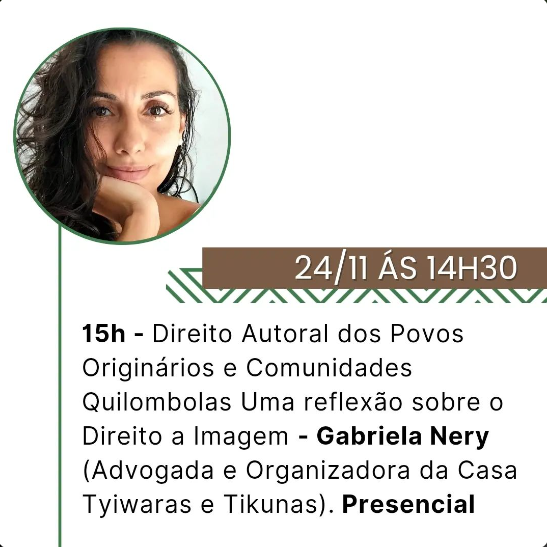 24/11 ÁS 14H30
15h - Direito Autoral dos Povos
Originários e Comunidades
Quilombolas Uma reflexão sobre o
Direito a Imagem - Gabriela Nery
(Advogada e Organizadora da Casa
Tyiwaras e Tikunas). Presencial